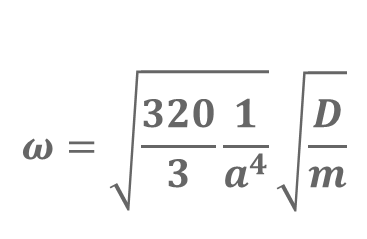 ω = √(320/3 1/a⁴) √(D/m)